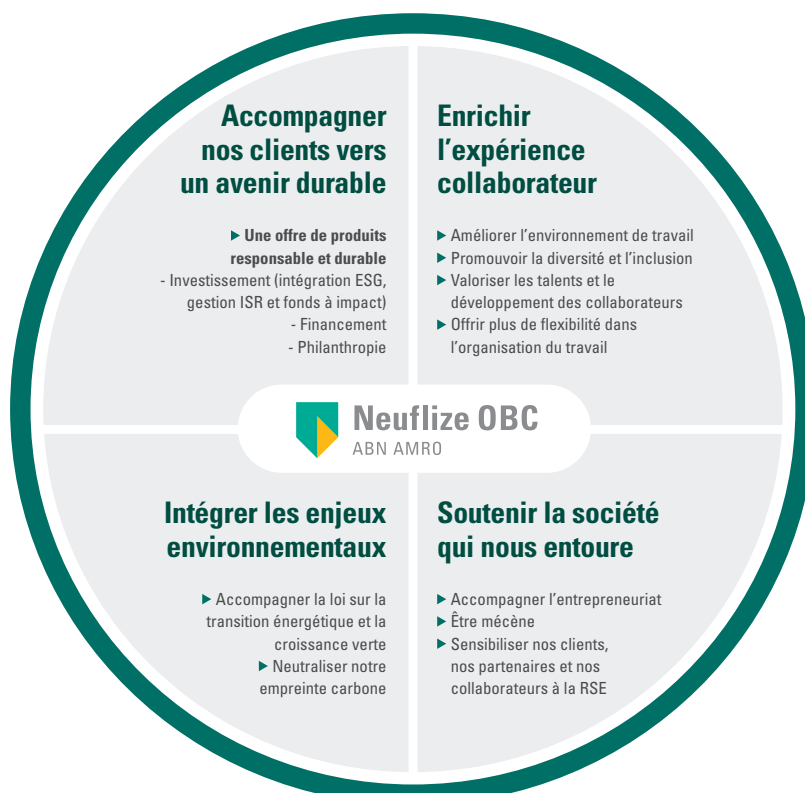 Accompagner
nos clients vers
un avenir durable
▶ Une offre de produits
responsable et durable
- Investissement (intégration ESG,
gestion ISR et fonds à impact)
- Financement
- Philanthropie
Enrichir
l’expérience
collaborateur
▶ Améliorer l’environnement de travail
▶ Promouvoir la diversité et l’inclusion
▶ Valoriser les talents et le
développement des collaborateurs
▶ Offrir plus de flexibilité dans
l’organisation du travail
Neuflize OBC
ABN AMRO
Intégrer les enjeux
environnementaux
▶ Accompagner la loi sur la
transition énergétique et la
croissance verte
▶ Neutraliser notre
empreinte carbone
Soutenir la société
qui nous entoure
▶ Accompagner l’entrepreneuriat
▶ Être mécène
▶ Sensibiliser nos clients,
nos partenaires et nos
collaborateurs à la RSE